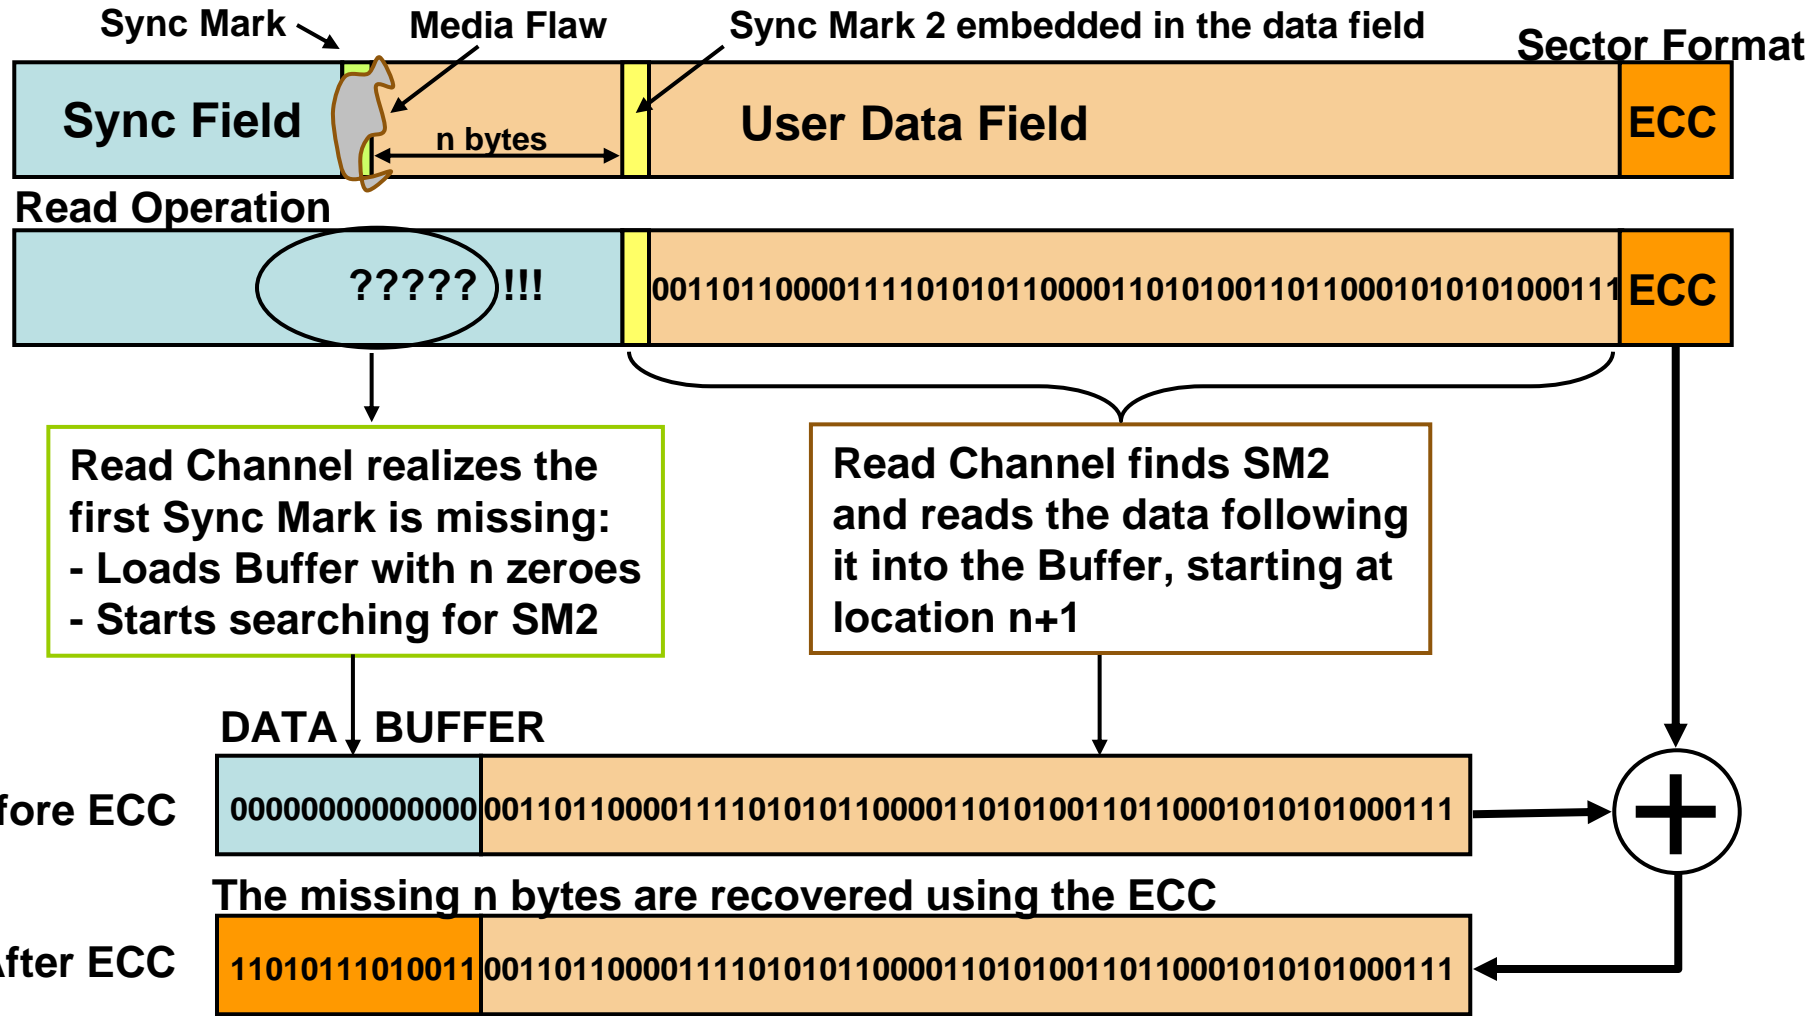 Sync Mark
Media Flaw
Sync Mark 2 embedded in the data field
Sector Format
Sync Field
n bytes
User Data Field
ECC
Read Operation
????? !!!
0011011000011110101011000011010100110110001010101000111
ECC
Read Channel realizes the
first Sync Mark is missing:
- Loads Buffer with n zeroes
- Starts searching for SM2
Read Channel finds SM2
and reads the data following
it into the Buffer, starting at
location n+1
DATA BUFFER
fore ECC
00000000000000
0011011000011110101011000011010100110110001010101000111
The missing n bytes are recovered using the ECC
After ECC
11010111010011
0011011000011110101011000011010100110110001010101000111